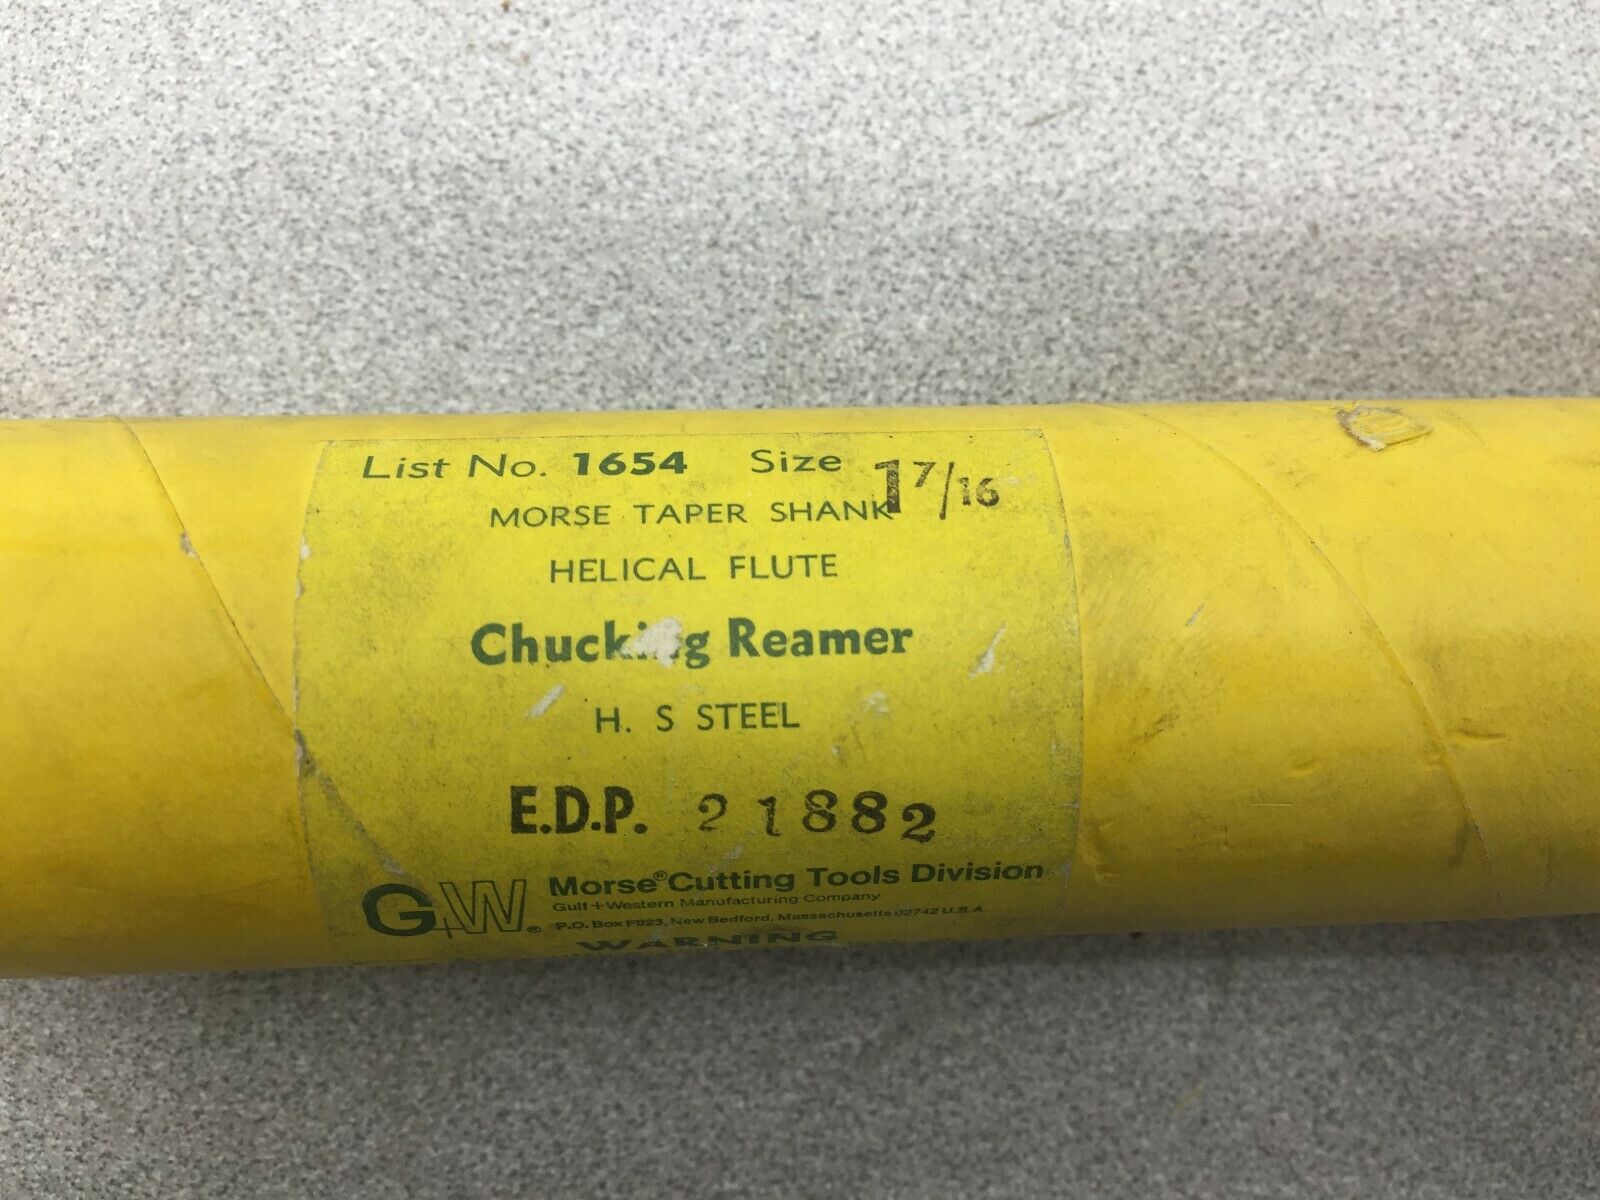 List No. 1654 Size 1 7/16
MORSE TAPER SHANK
HELICAL FLUTE
Chucking Reamer
H. S STEEL
E.D.P. 21882
G+W® Morse® Cutting Tools Division
Gulf+Western Manufacturing Company
P.O. Box F923, New Bedford, Massachusetts 02742 U.S.A.
WARNING